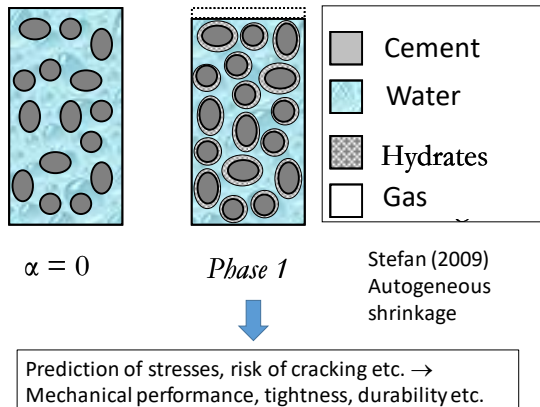 Cement
Water
Hydrates
Gas
α = 0
Phase 1
Stefan (2009)
Autogeneous
shrinkage
Prediction of stresses, risk of cracking etc. →
Mechanical performance, tightness, durability etc.